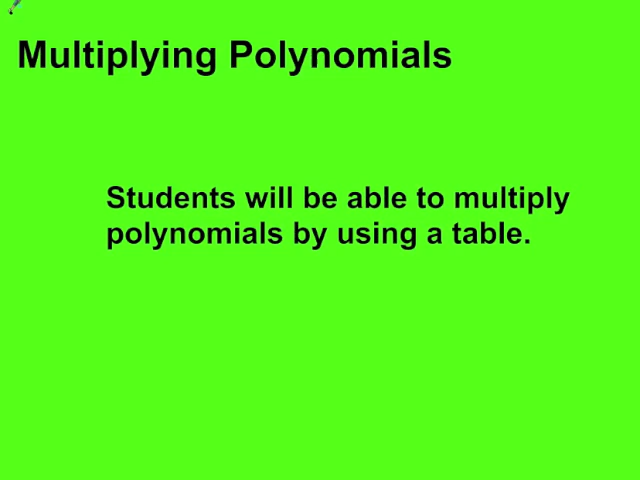 Multiplying Polynomials
Students will be able to multiply
polynomials by using a table.